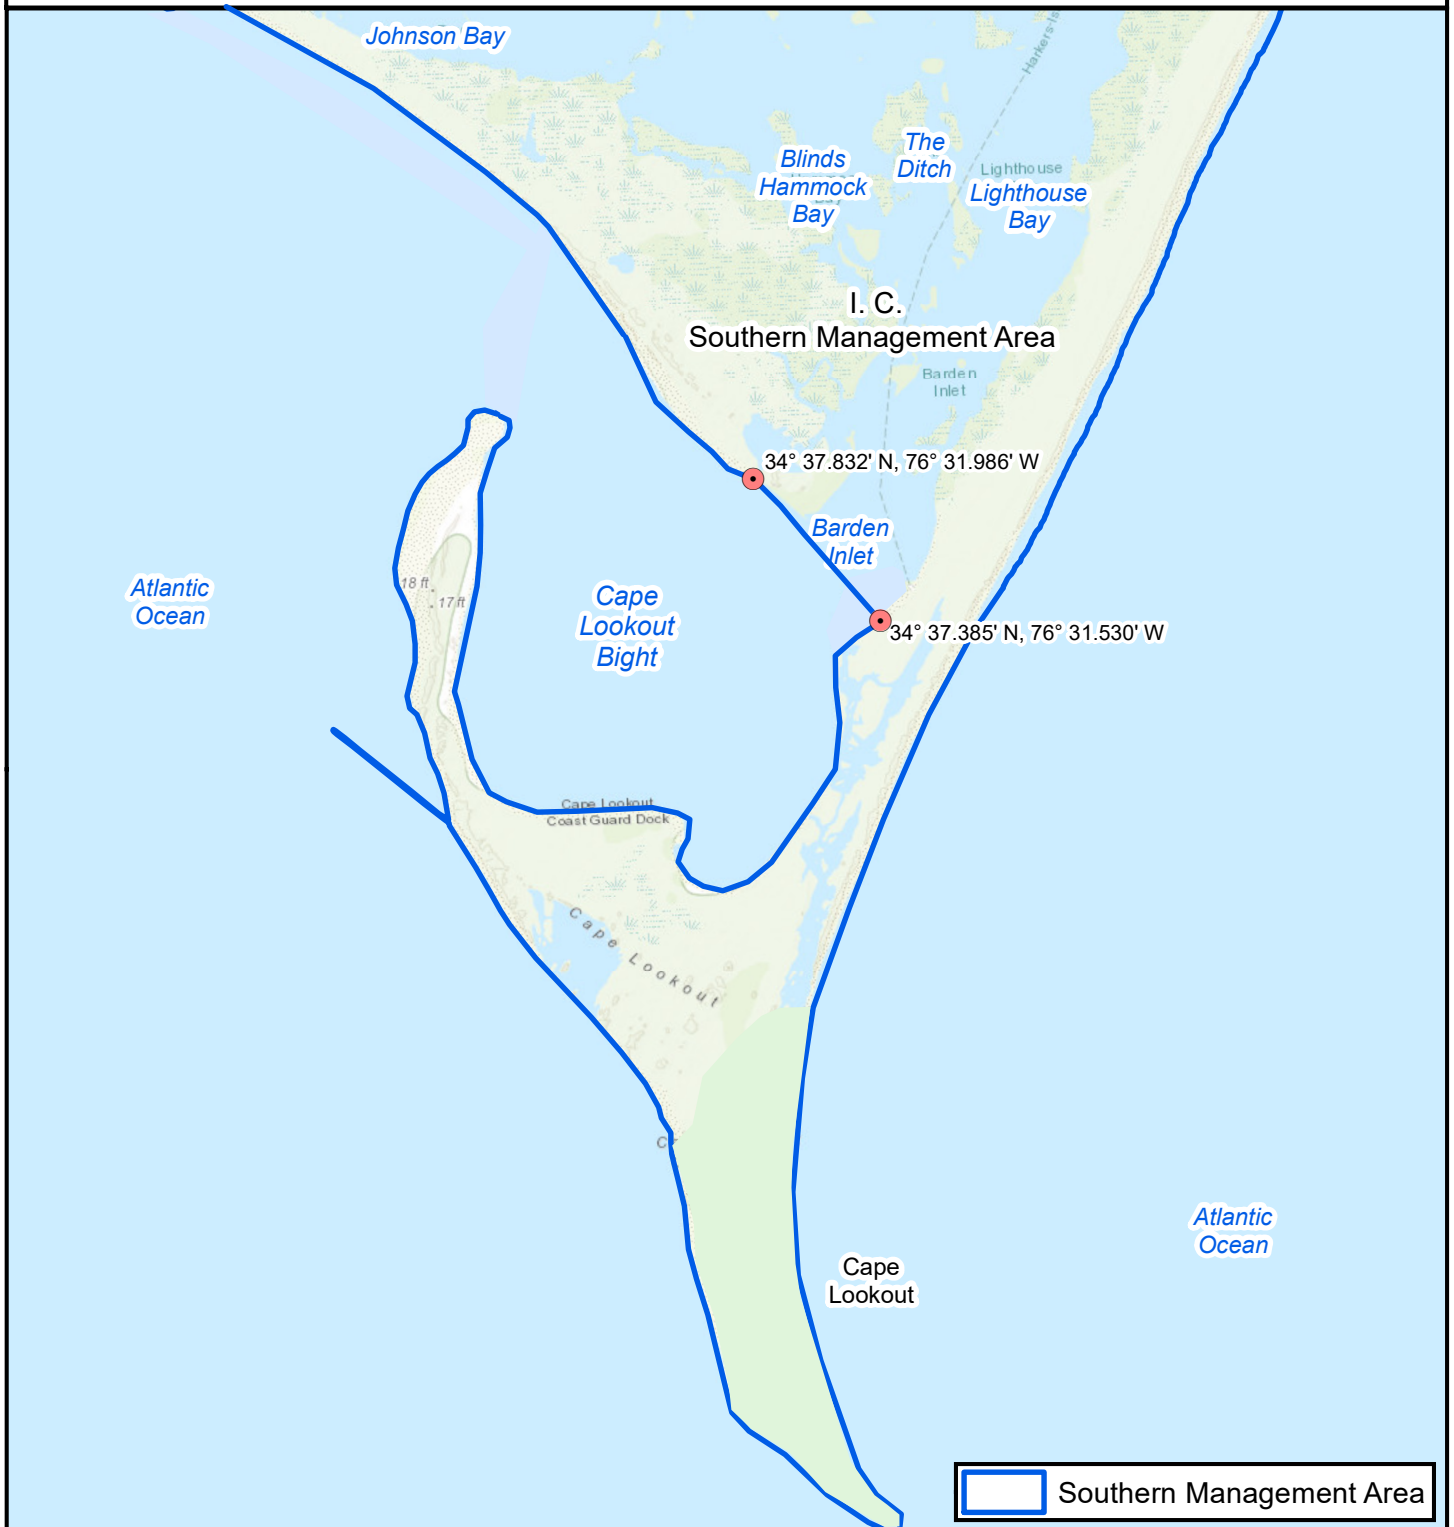 Johnson Bay
Harkers Is
The
Ditch
Blinds
Hammock
Bay
Lighthouse
Lighthouse
Bay
I. C.
Southern Management Area
Barden
Inlet
34° 37.832' N, 76° 31.986' W
Barden
Inlet
Atlantic
Ocean
18 ft
17 ft
Cape
Lookout
Bight
34° 37.385' N, 76° 31.530' W
Cape Lookout
Coast Guard Dock
Cape Lookout
Atlantic
Ocean
Cape
Lookout
Southern Management Area